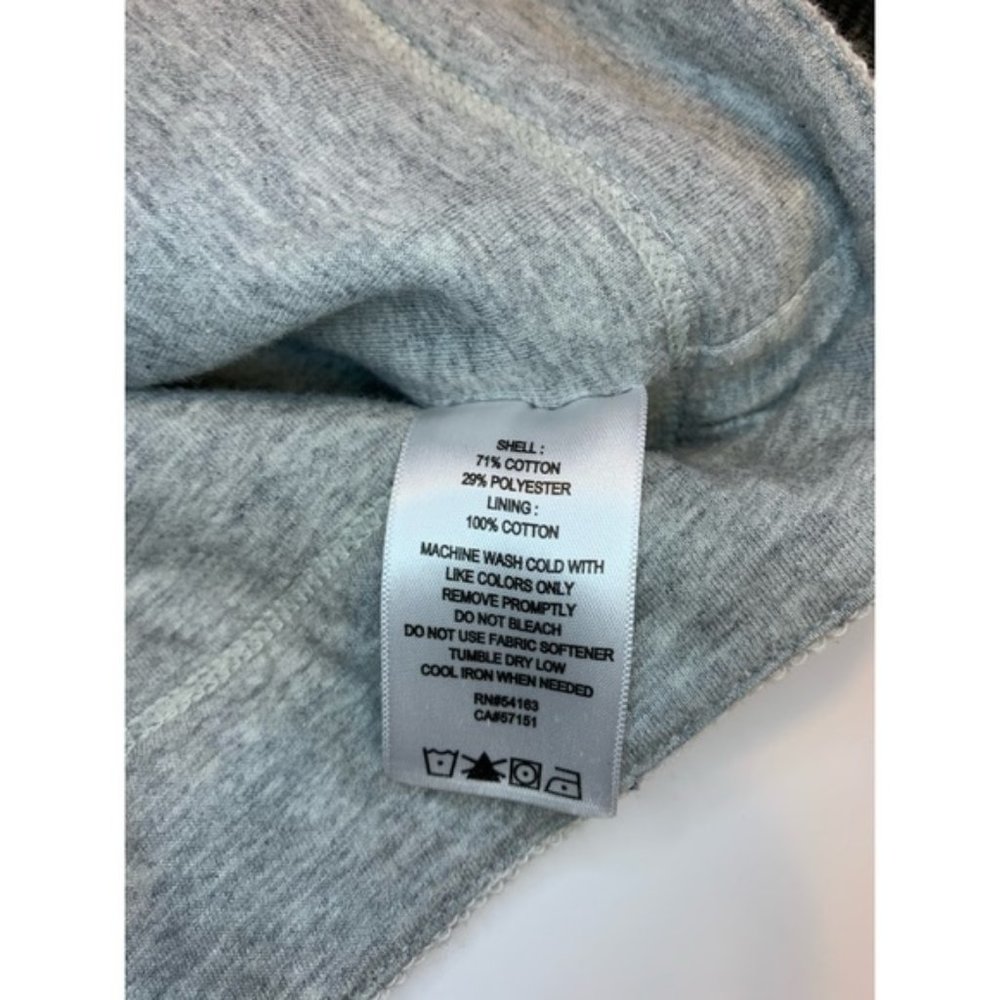 SHELL :
71% COTTON
29% POLYESTER
LINING :
100% COTTON
MACHINE WASH COLD WITH
LIKE COLORS ONLY
REMOVE PROMPTLY
DO NOT BLEACH
DO NOT USE FABRIC SOFTENER
TUMBLE DRY LOW
COOL IRON WHEN NEEDED
RN#54163
CA#57151